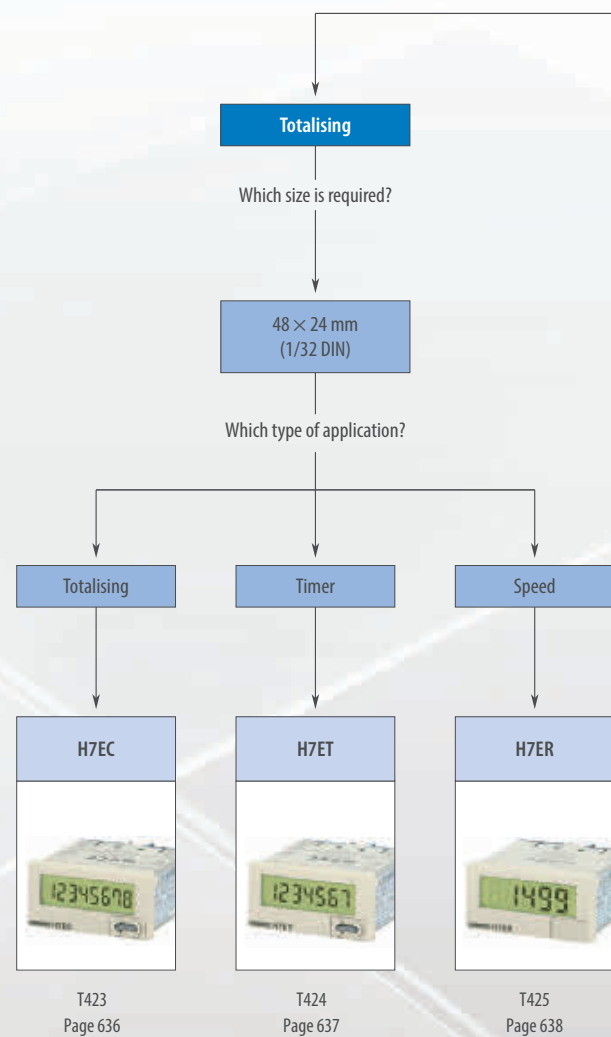 Totalising
Which size is required?
48 × 24 mm
(1/32 DIN)
Which type of application?
Totalising
Timer
Speed
H7EC
H7ET
H7ER
12345678
1234567
1499
T423
Page 636
T424
Page 637
T425
Page 638